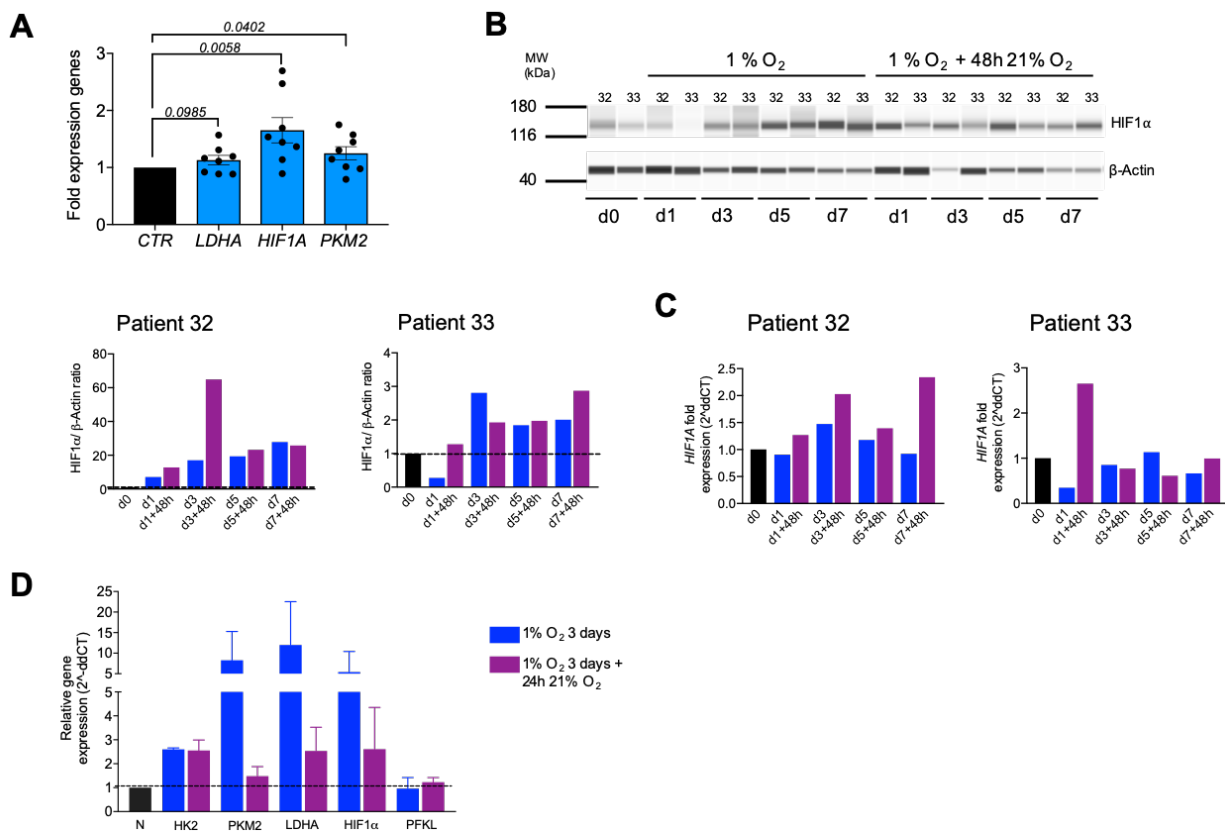 A
0.0402
0.0058
0.0985
Fold expression genes
3
2
1
0
CTR LDHA HIF1A PKM2
B
MW
(kDa)
1 % O2
1 % O2 + 48h 21% O2
32 33 32 33 32 33 32 33 32 33 32 33 32 33 32 33 32 33
180
116
HIF1α
40
β-Actin
d0 d1 d3 d5 d7 d1 d3 d5 d7
Patient 32
HIF1α/ β-Actin ratio
80
60
40
20
d0
d1
d1+48h
d3
d3+48h
d5
d5+48h
d7
d7+48h
Patient 33
HIF1α/ β-Actin ratio
4
3
2
1
0
d0
d1
d1+48h
d3
d3+48h
d5
d5+48h
d7
d7+48h
C
Patient 32
HIF1A fold
expression (2^ddCT)
2.5
2.0
1.5
1.0
0.5
0.0
d0
d1
d1+48h
d3
d3+48h
d5
d5+48h
d7
d7+48h
Patient 33
HIF1A fold
expression (2^ddCT)
3
2
1
0
d0
d1
d1+48h
d3
d3+48h
d5
d5+48h
d7
d7+48h
D
Relative gene
expression (2^-ddCT)
25
20
15
10
5
5
4
3
2
1
0
N HK2 PKM2 LDHA HIF1α PFKL
1% O2 3 days
1% O2 3 days +
24h 21% O2